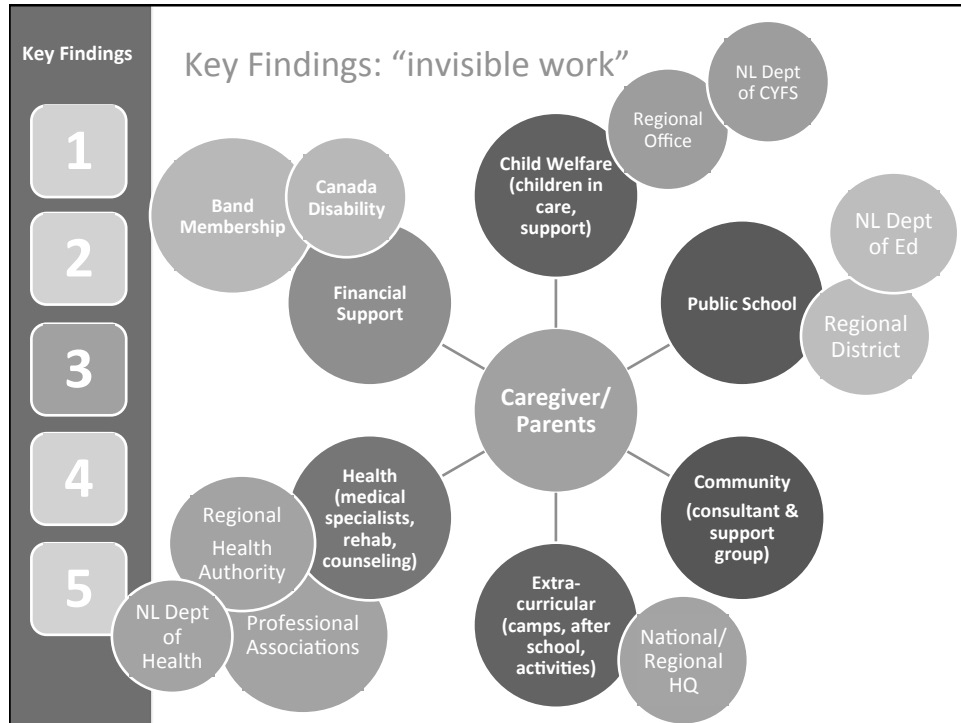 Key Findings
1
2
3
4
5
Key Findings: “invisible work”
NL Dept
of CYFS
Regional
Office
Child Welfare
(children in
care,
support)
Canada
Disability
Band
Membership
Financial
Support
NL Dept
of Ed
Regional
District
Public School
Caregiver/
Parents
Health
(medical
specialists,
rehab,
counseling)
Regional
Health
Authority
NL Dept
of
Health
Professional
Associations
Community
(consultant &
support
group)
Extra-
curricular
(camps, after
school,
activities)
National/
Regional
HQ